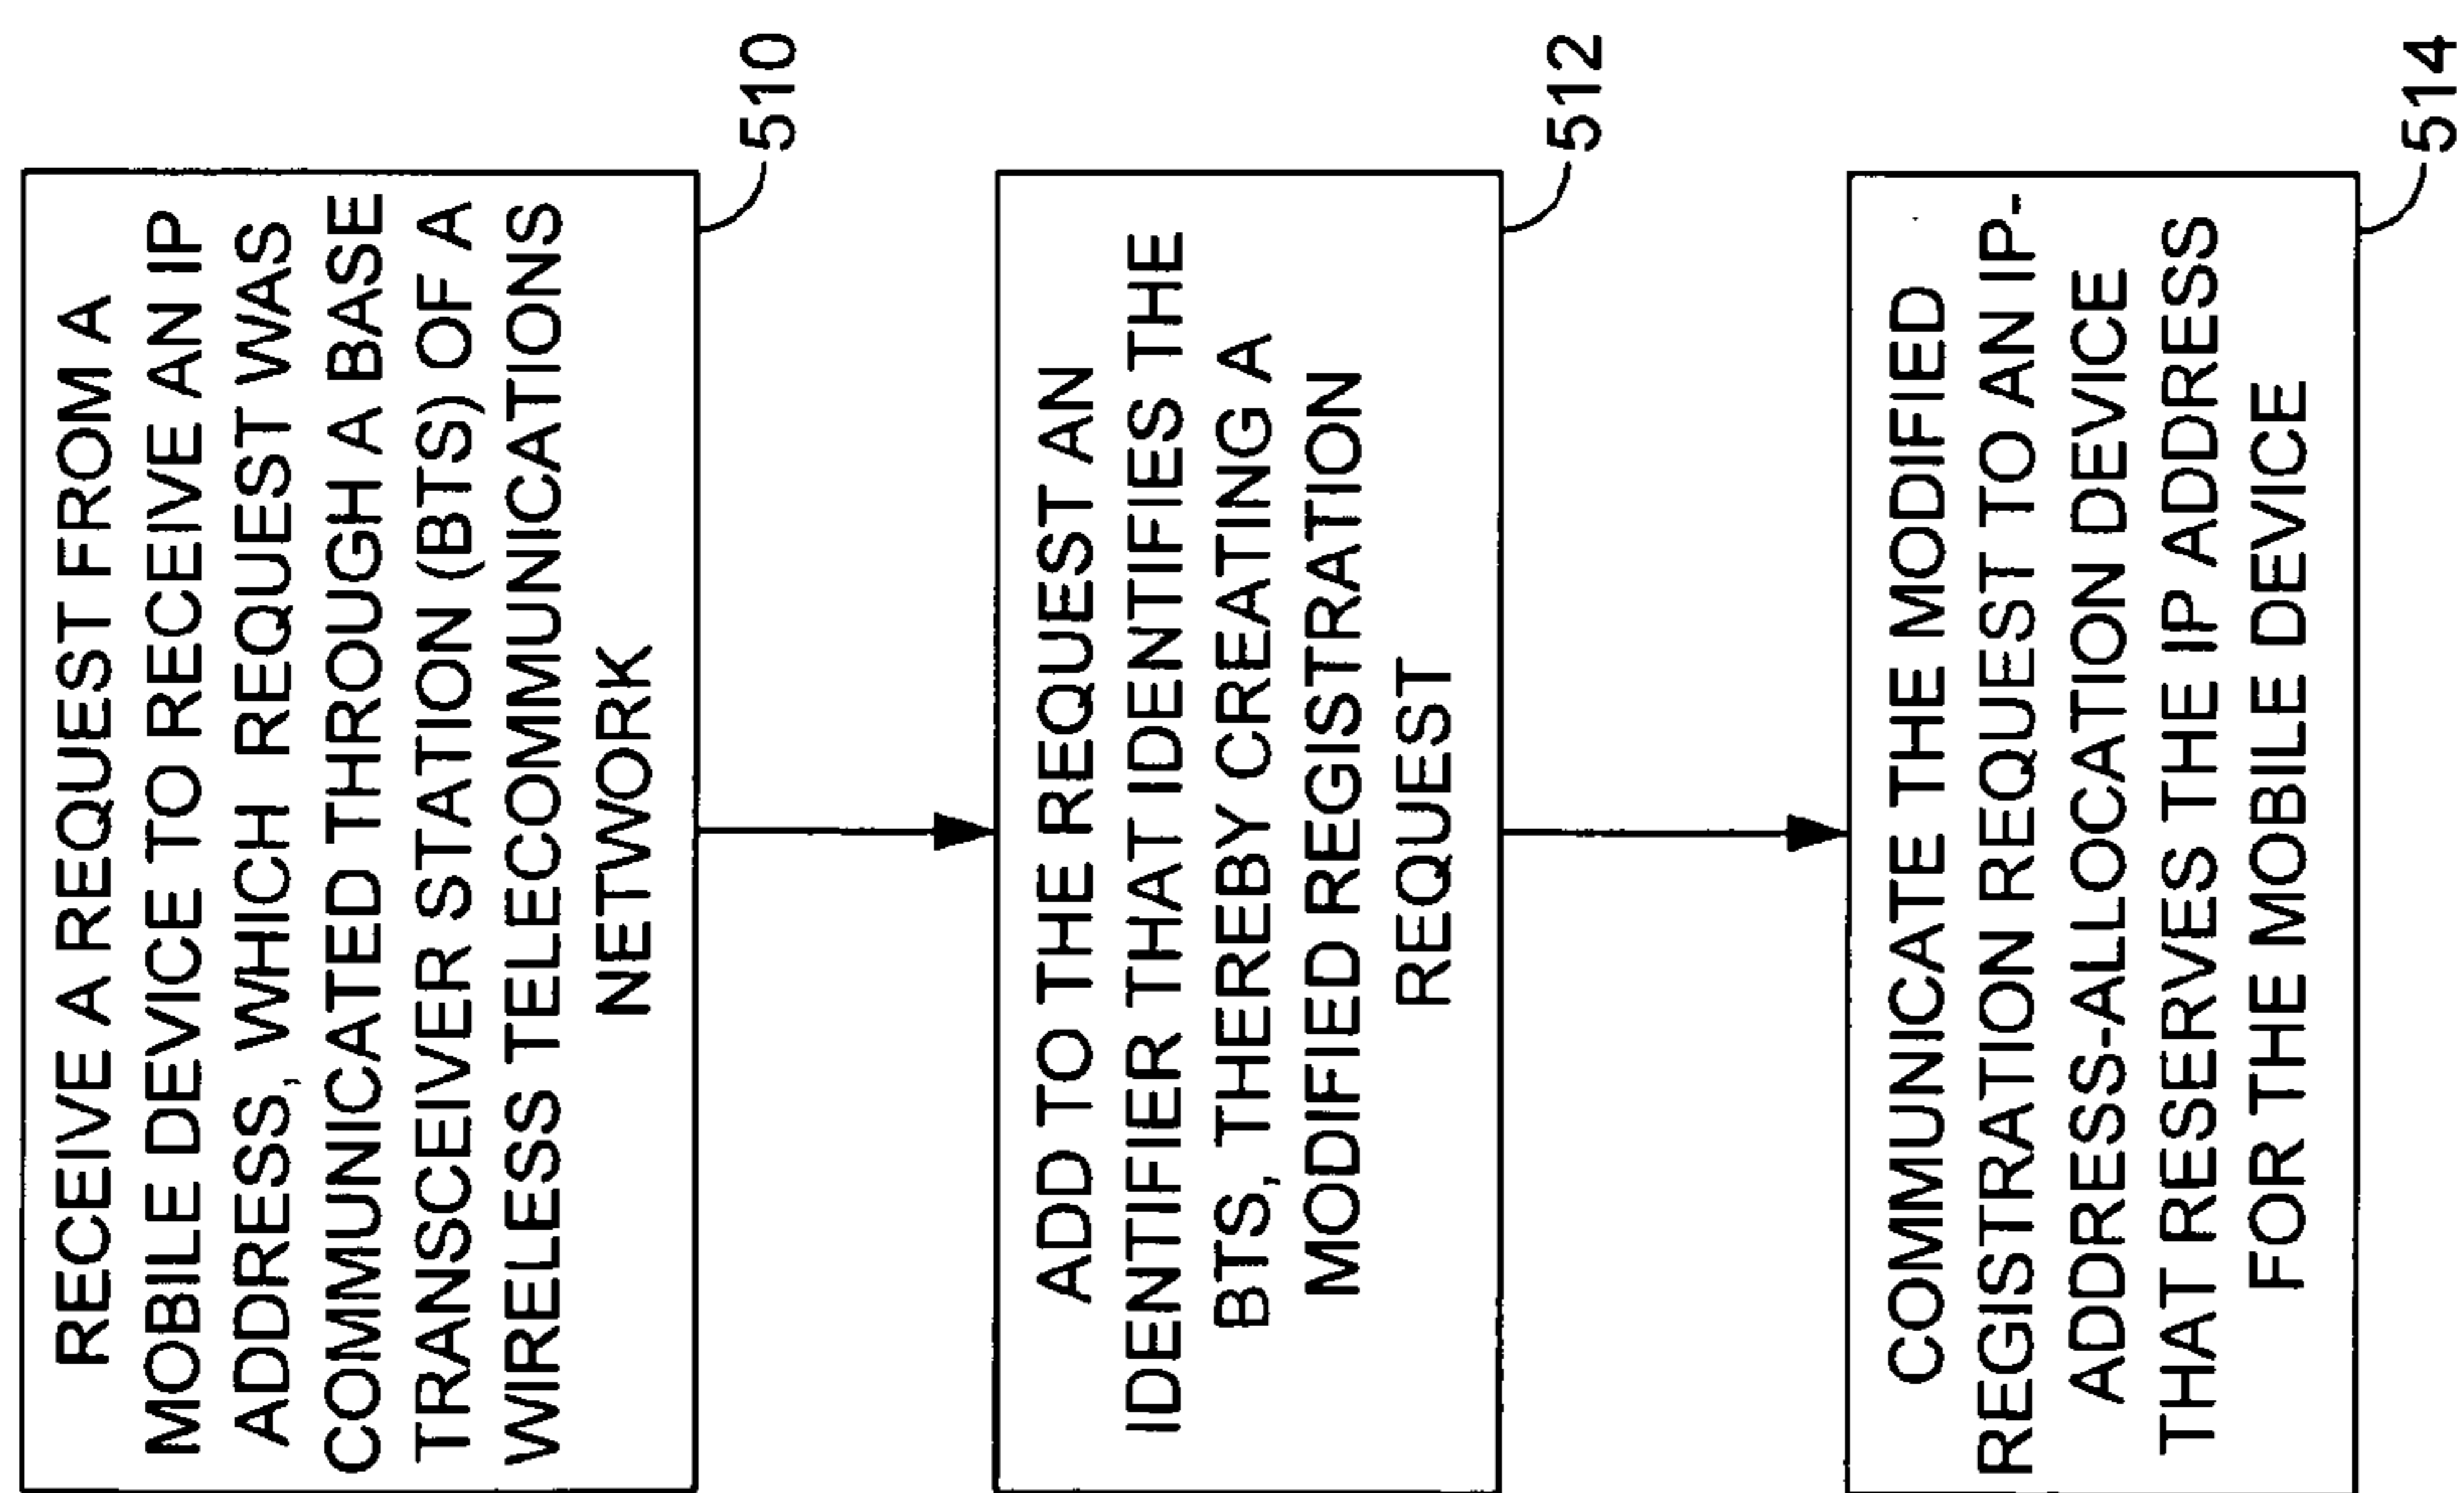 RECEIVE A REQUEST FROM A
MOBILE DEVICE TO RECEIVE AN IP
ADDRESS, WHICH REQUEST WAS
COMMUNICATED THROUGH A BASE
TRANSCEIVER STATION (BTS) OF A
WIRELESS TELECOMMUNICATIONS
NETWORK
510
ADD TO THE REQUEST AN
IDENTIFIER THAT IDENTIFIES THE
BTS, THEREBY CREATING A
MODIFIED REGISTRATION
REQUEST
512
COMMUNICATE THE MODIFIED
REGISTRATION REQUEST TO AN IP-
ADDRESS-ALLOCATION DEVICE
THAT RESERVES THE IP ADDRESS
FOR THE MOBILE DEVICE
514